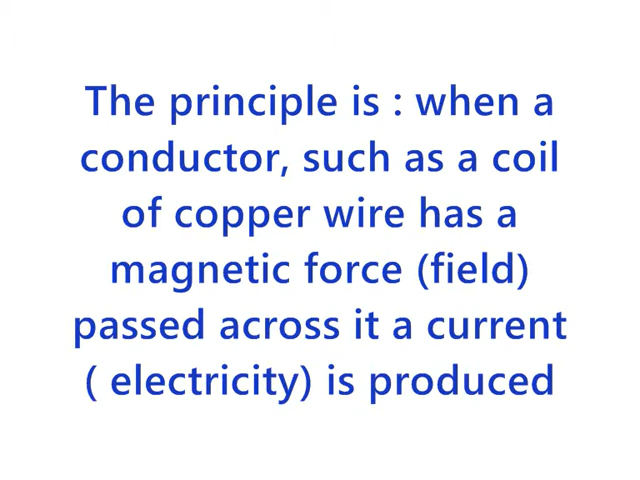 The principle is : when a
conductor, such as a coil
of copper wire has a
magnetic force (field)
passed across it a current
( electricity) is produced